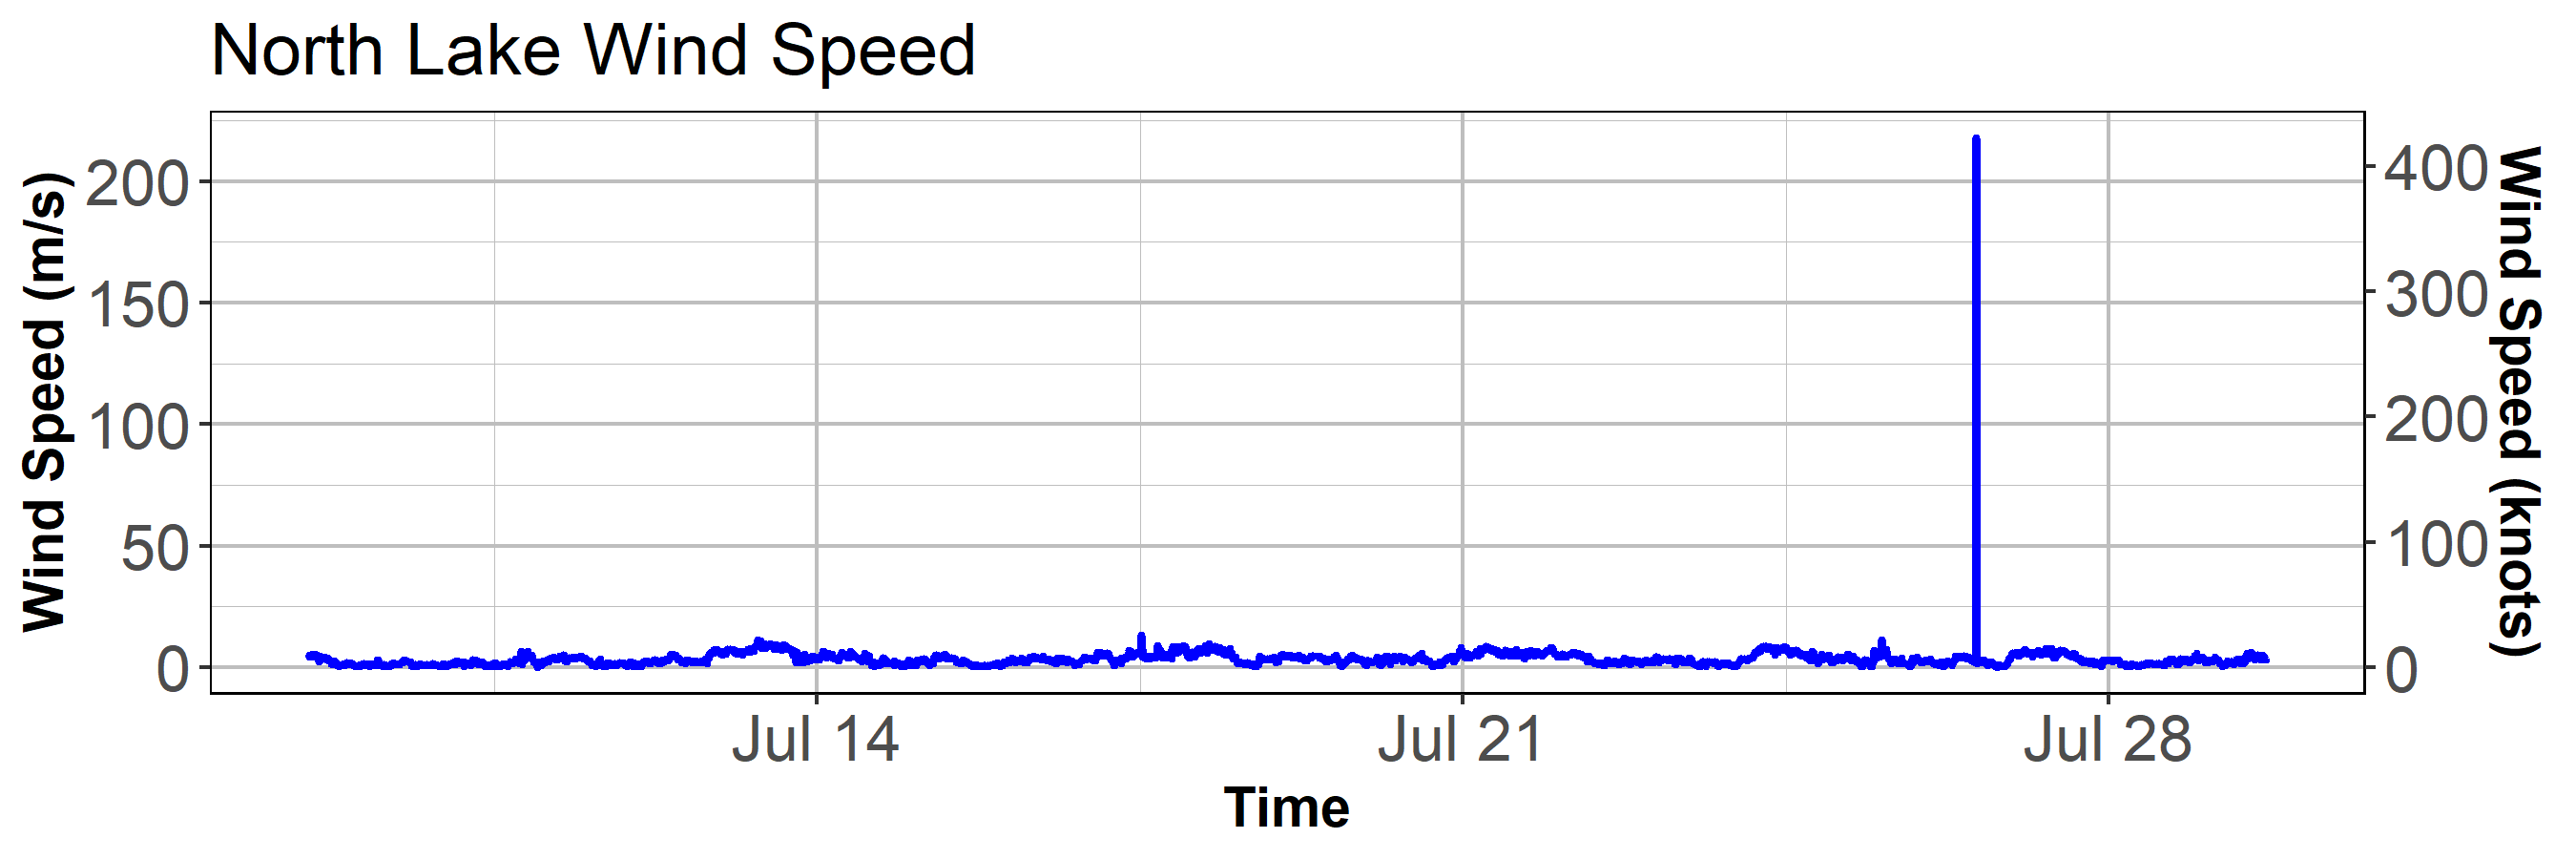 North Lake Wind Speed
Wind Speed (m/s)
200
150
100
50
0
400
300
200
100
0
Wind Speed (knots)
Jul 14
Jul 21
Jul 28
Time